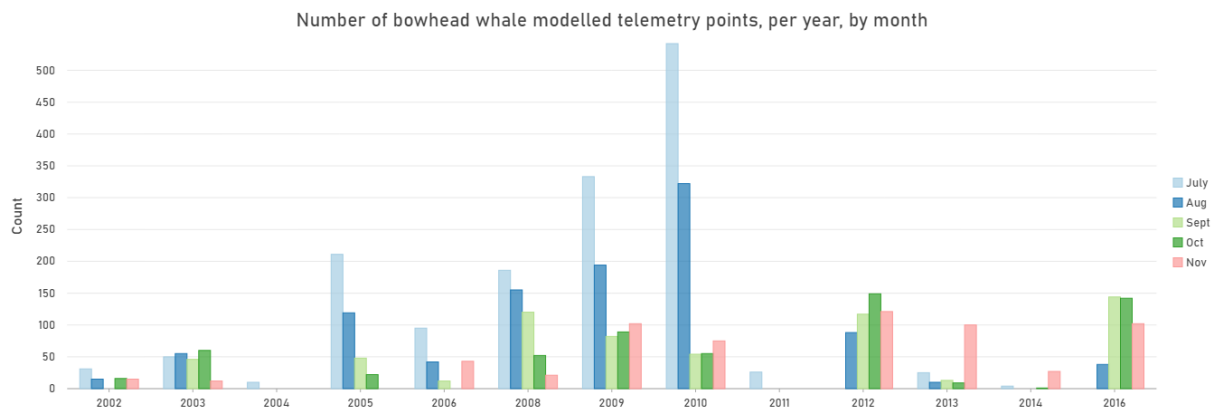 Number of bowhead whale modelled telemetry points, per year, by month
Count
500
450
400
350
300
250
200
150
100
50
0
2002 2003 2004 2005 2006 2008 2009 2010 2011 2012 2013 2014 2016
July
Aug
Sept
Oct
Nov